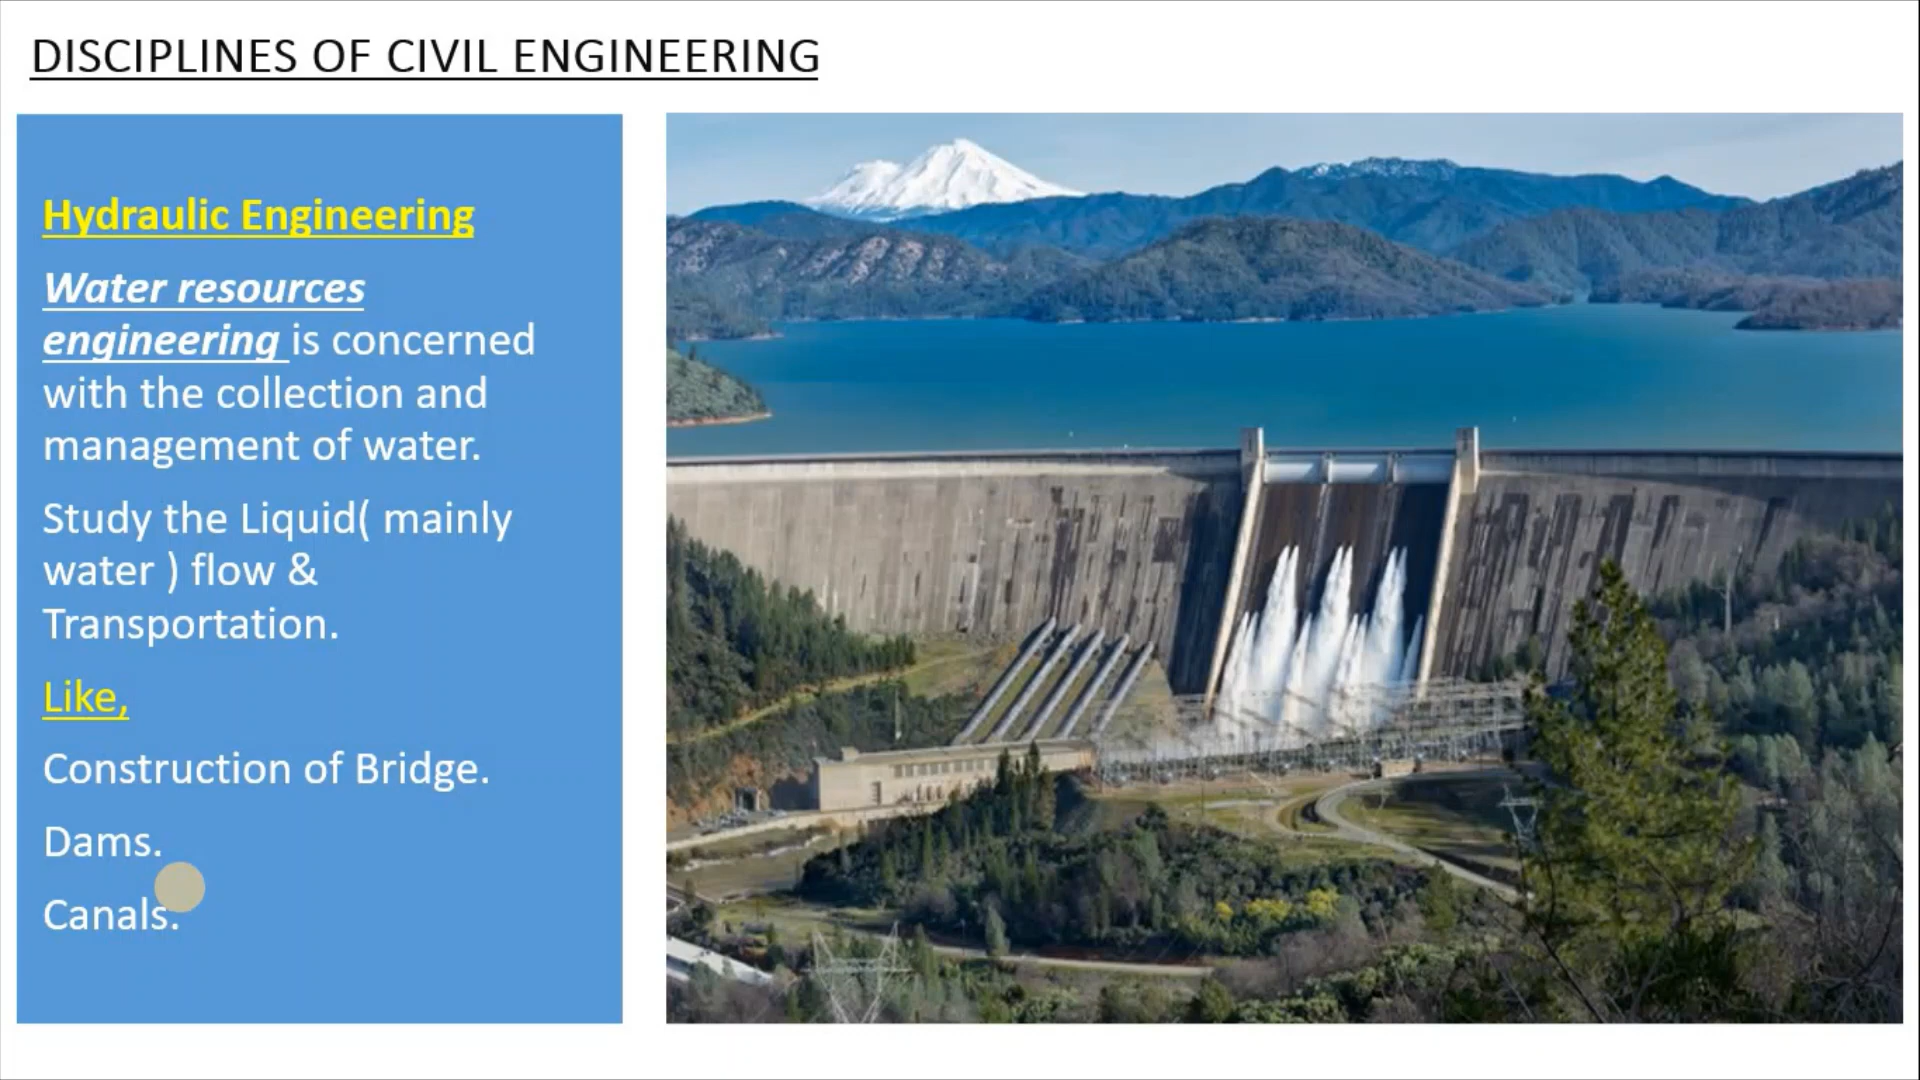 DISCIPLINES OF CIVIL ENGINEERING
Hydraulic Engineering
Water resources
engineering is concerned
with the collection and
management of water.
Study the Liquid( mainly
water ) flow &
Transportation.
Like,
Construction of Bridge.
Dams.
Canals.